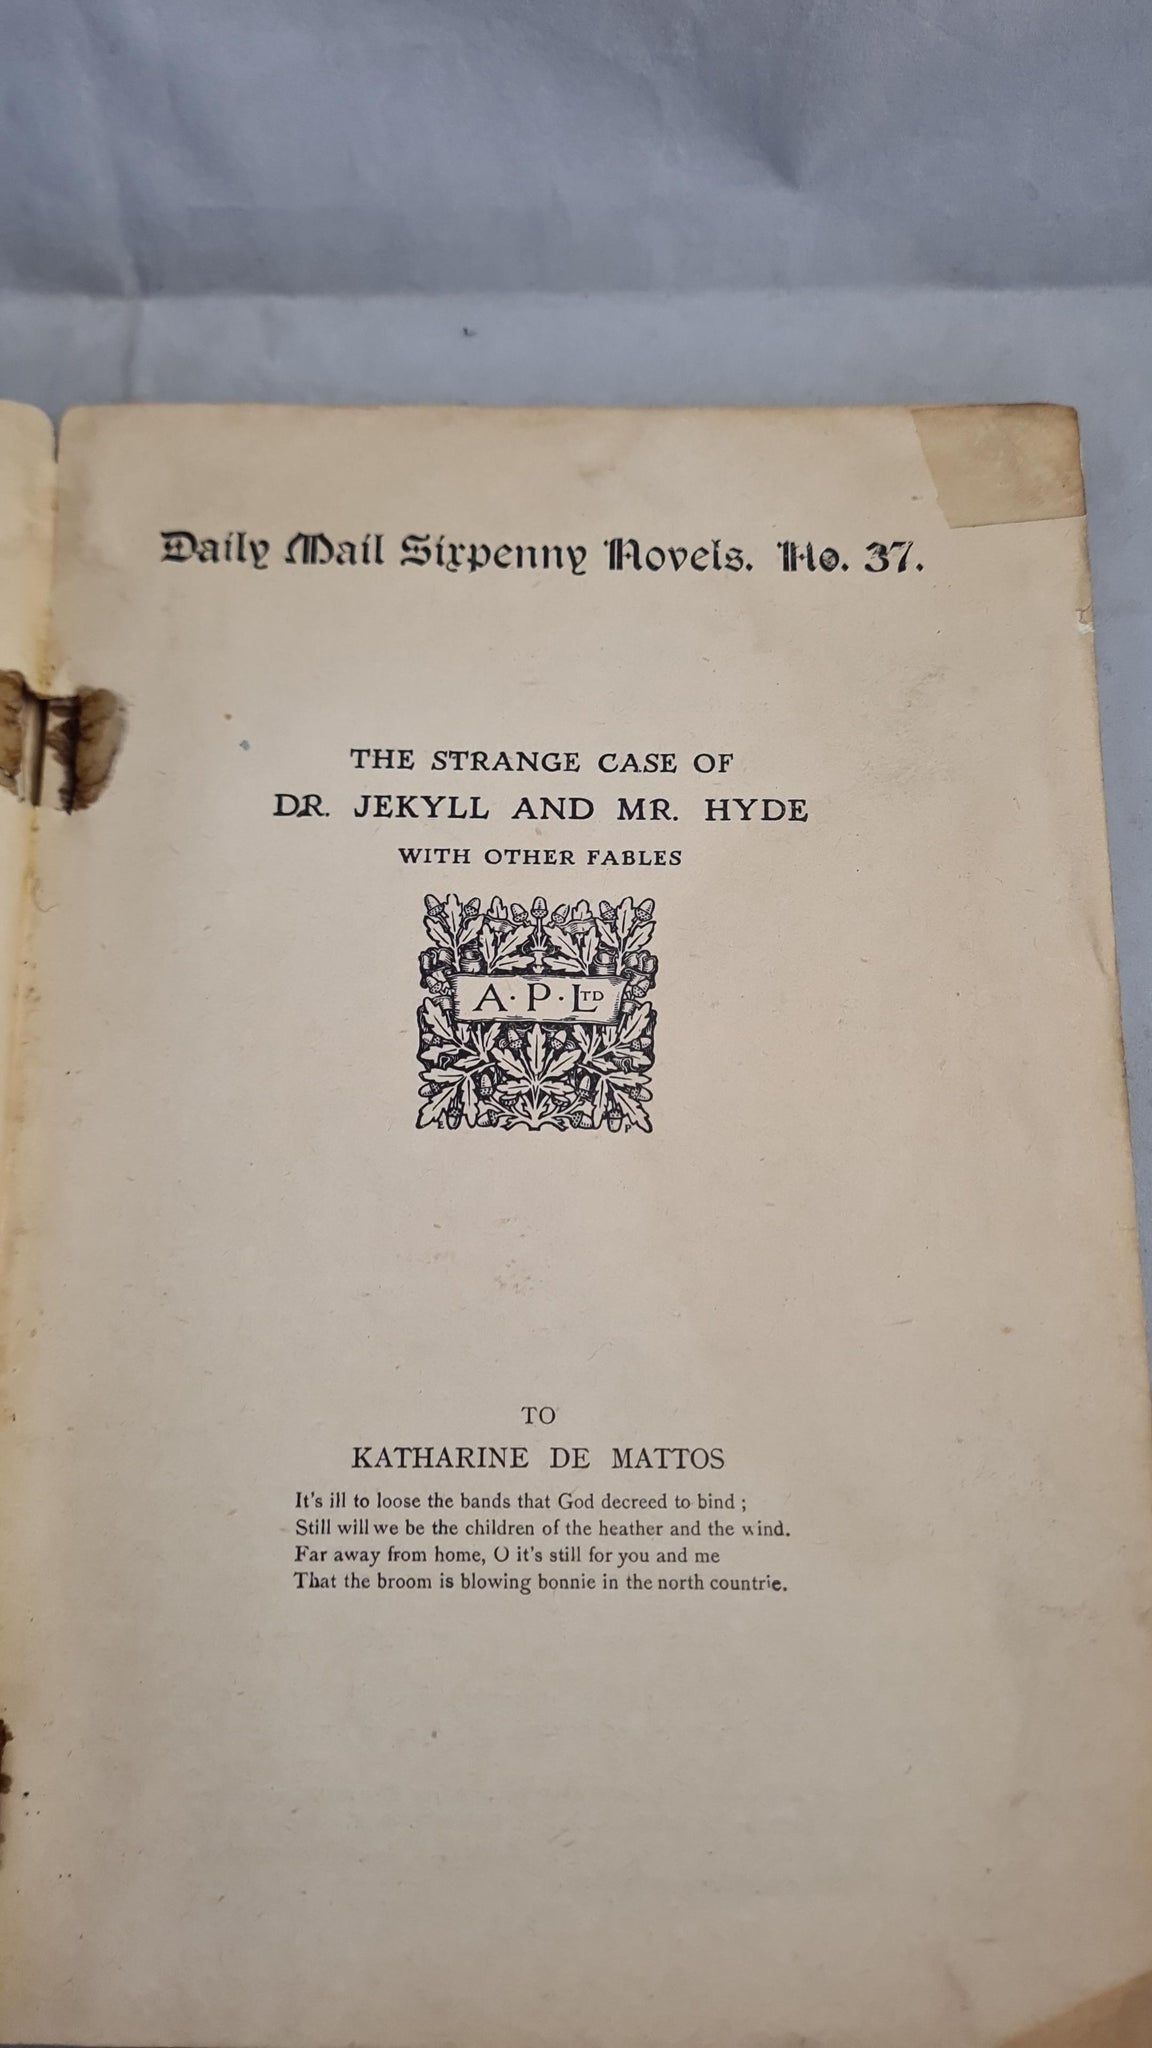 Daily Mail Sixpenny Novels. No. 37.
THE STRANGE CASE OF
DR. JEKYLL AND MR. HYDE
WITH OTHER FABLES
A·P·LTD
E P
TO
KATHARINE DE MATTOS
It's ill to loose the bands that God decreed to bind;
Still will we be the children of the heather and the wind.
Far away from home, O it's still for you and me
That the broom is blowing bonnie in the north countrie.